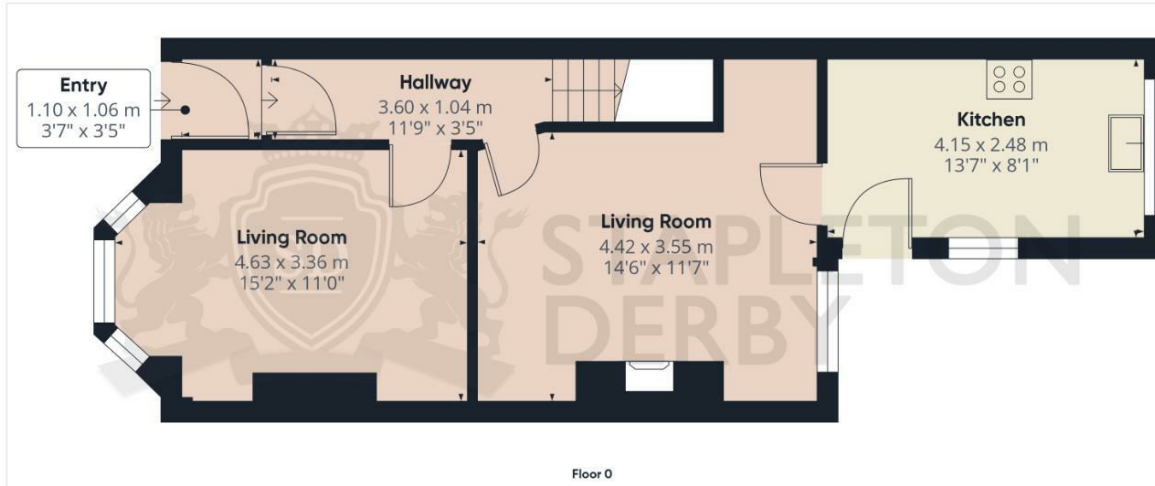 Entry
1.10 x 1.06 m
3'7" x 3'5"
Hallway
3.60 x 1.04 m
11'9" x 3'5"
Kitchen
4.15 x 2.48 m
13'7" x 8'1"
Living Room
4.63 x 3.36 m
15'2" x 11'0"
Living Room
4.42 x 3.55 m
14'6" x 11'7"
STAPLETON
DERBY
Floor 0